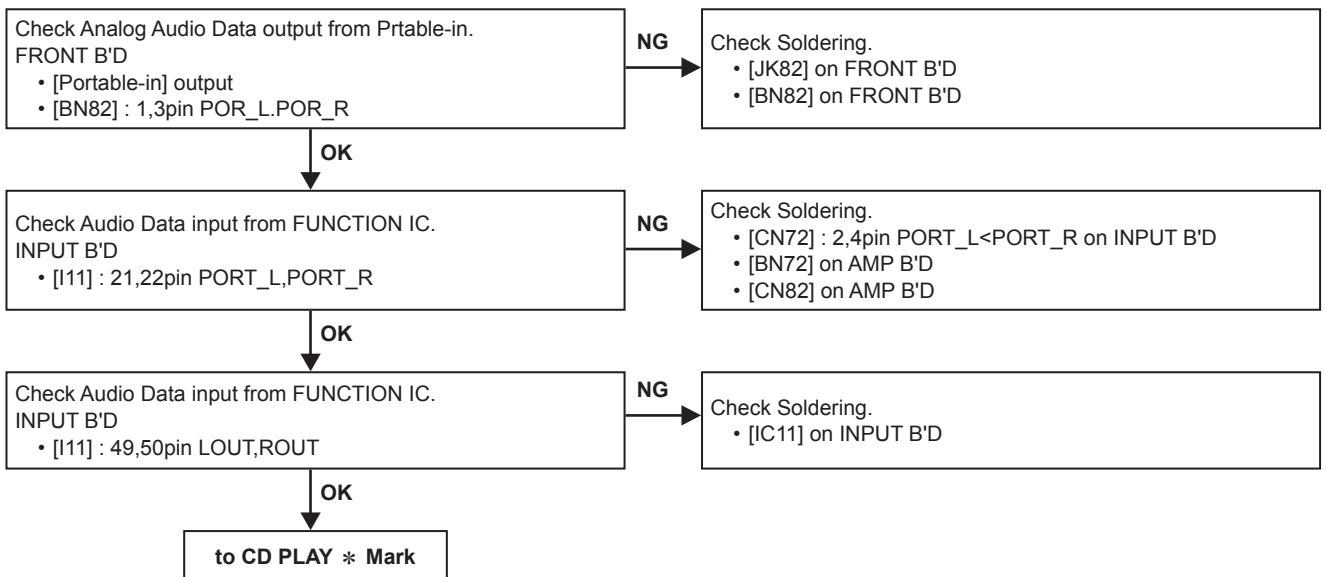 Check Analog Audio Data output from Prtable-in.
FRONT B'D
• [Portable-in] output
• [BN82] : 1,3pin POR_L.POR_R
NG
Check Soldering.
• [JK82] on FRONT B'D
• [BN82] on FRONT B'D
OK
Check Audio Data input from FUNCTION IC.
INPUT B'D
• [I11] : 21,22pin PORT_L,PORT_R
NG
Check Soldering.
• [CN72] : 2,4pin PORT_L<PORT_R on INPUT B'D
• [BN72] on AMP B'D
• [CN82] on AMP B'D
OK
Check Audio Data input from FUNCTION IC.
INPUT B'D
• [I11] : 49,50pin LOUT,ROUT
NG
Check Soldering.
• [IC11] on INPUT B'D
OK
to CD PLAY * Mark